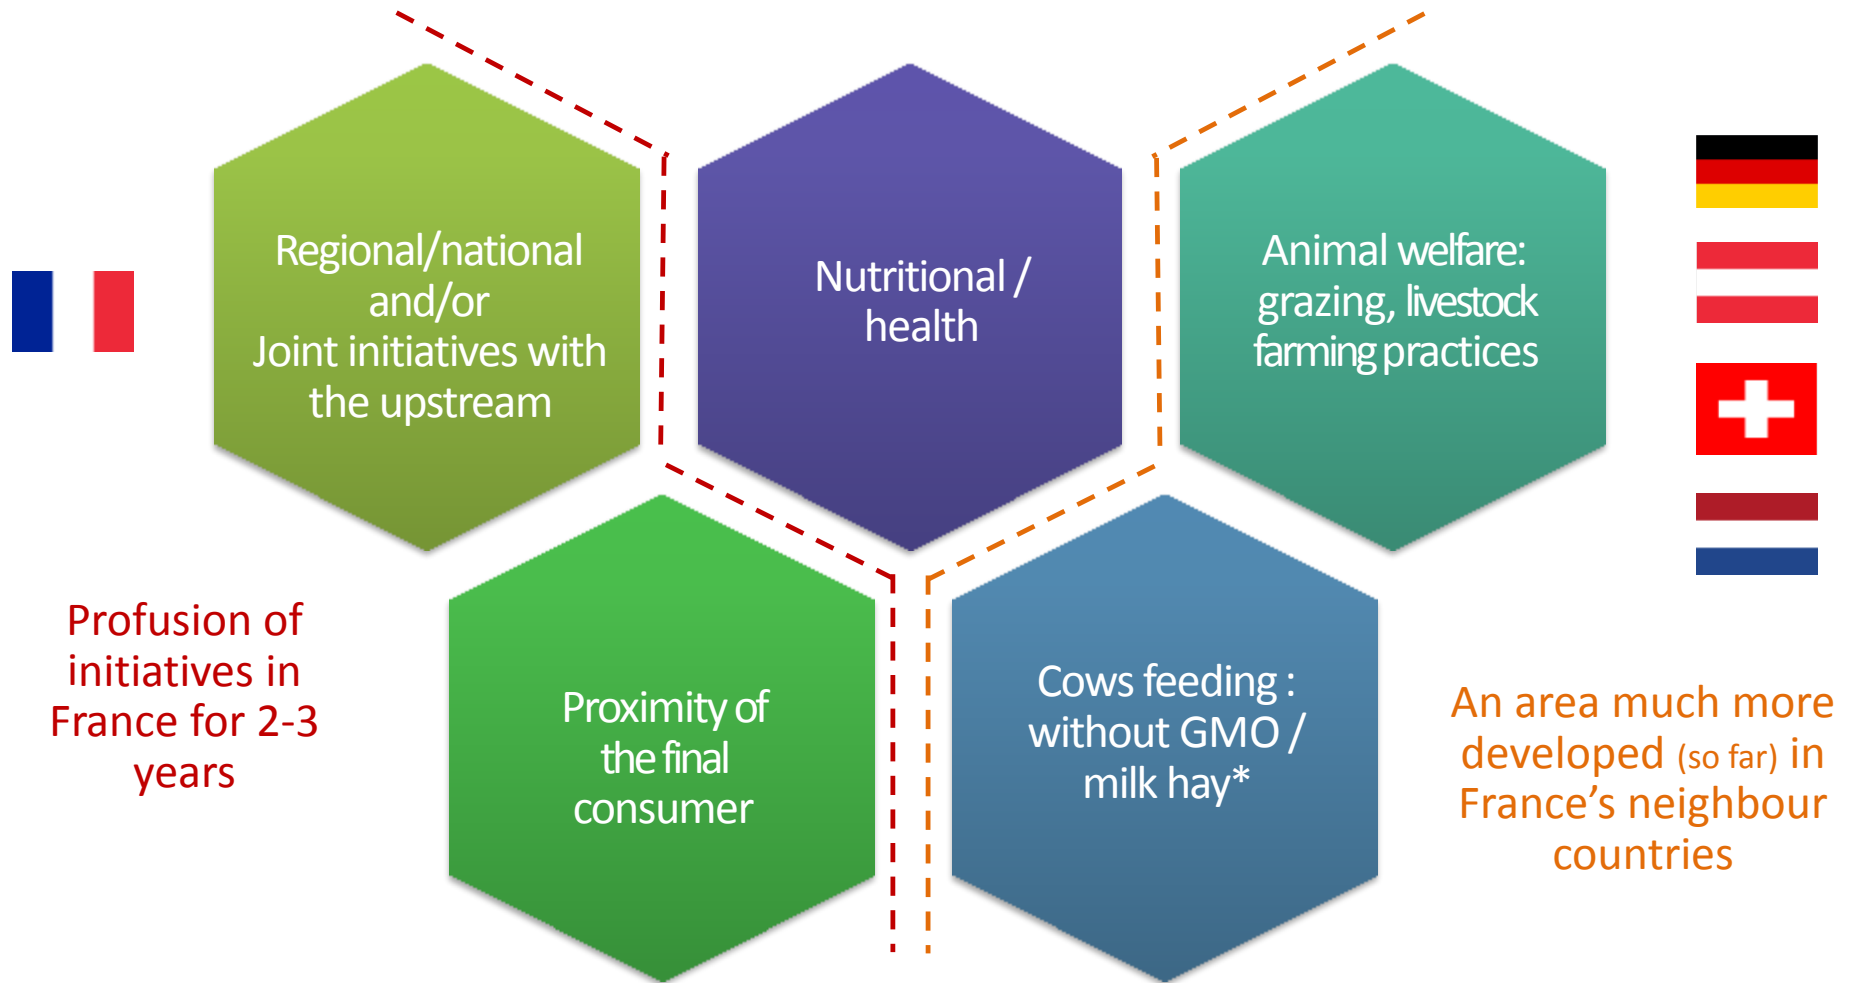 Regional/national
and/or
Joint initiatives with
the upstream
Nutritional /
health
Animal welfare:
grazing, livestock
farming practices
Profusion of
initiatives in
France for 2-3
years
Proximity of
the final
consumer
Cows feeding :
without GMO /
milk hay*
An area much more
developed (so far) in
France's neighbour
countries